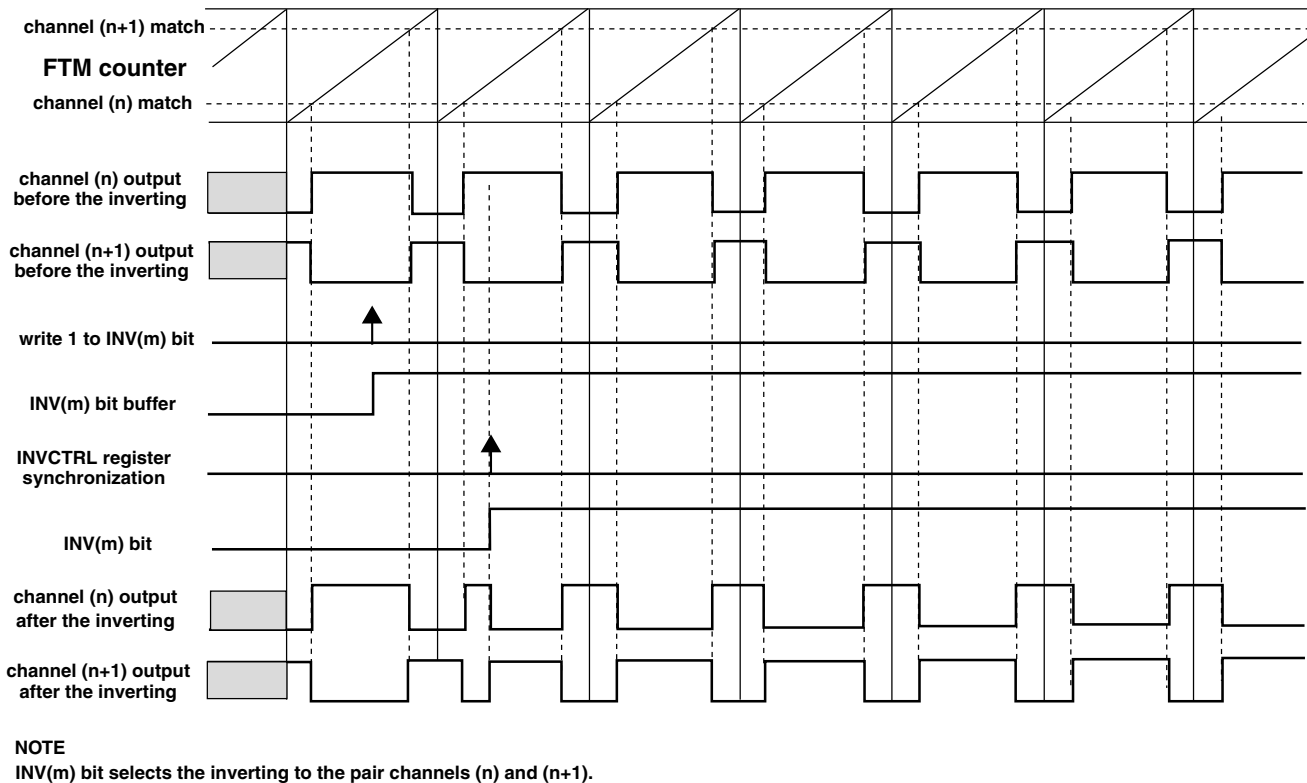 channel (n+1) match
FTM counter
channel (n) match
channel (n) output
before the inverting
channel (n+1) output
before the inverting
write 1 to INV(m) bit
INV(m) bit buffer
INVCTRL register
synchronization
INV(m) bit
channel (n) output
after the inverting
channel (n+1) output
after the inverting
NOTE
INV(m) bit selects the inverting to the pair channels (n) and (n+1).